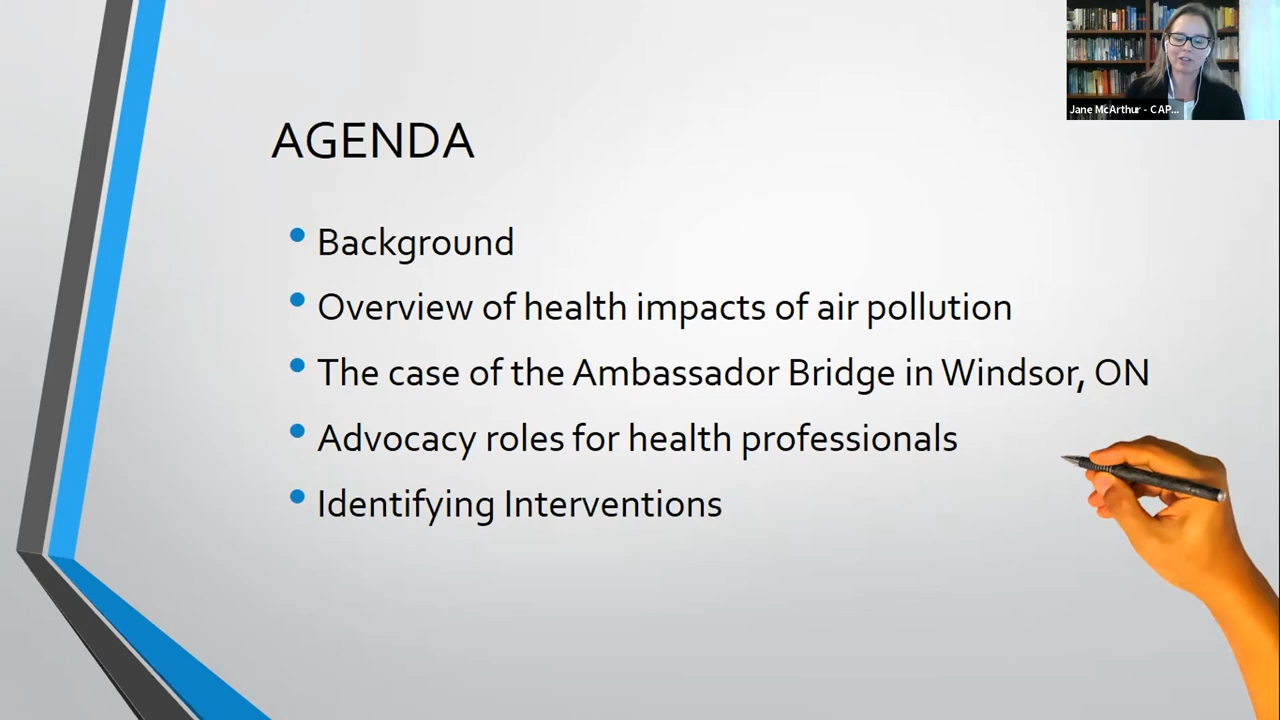 Jane McArthur - CAP...
AGENDA
Background
Overview of health impacts of air pollution
The case of the Ambassador Bridge in Windsor, ON
Advocacy roles for health professionals
Identifying Interventions